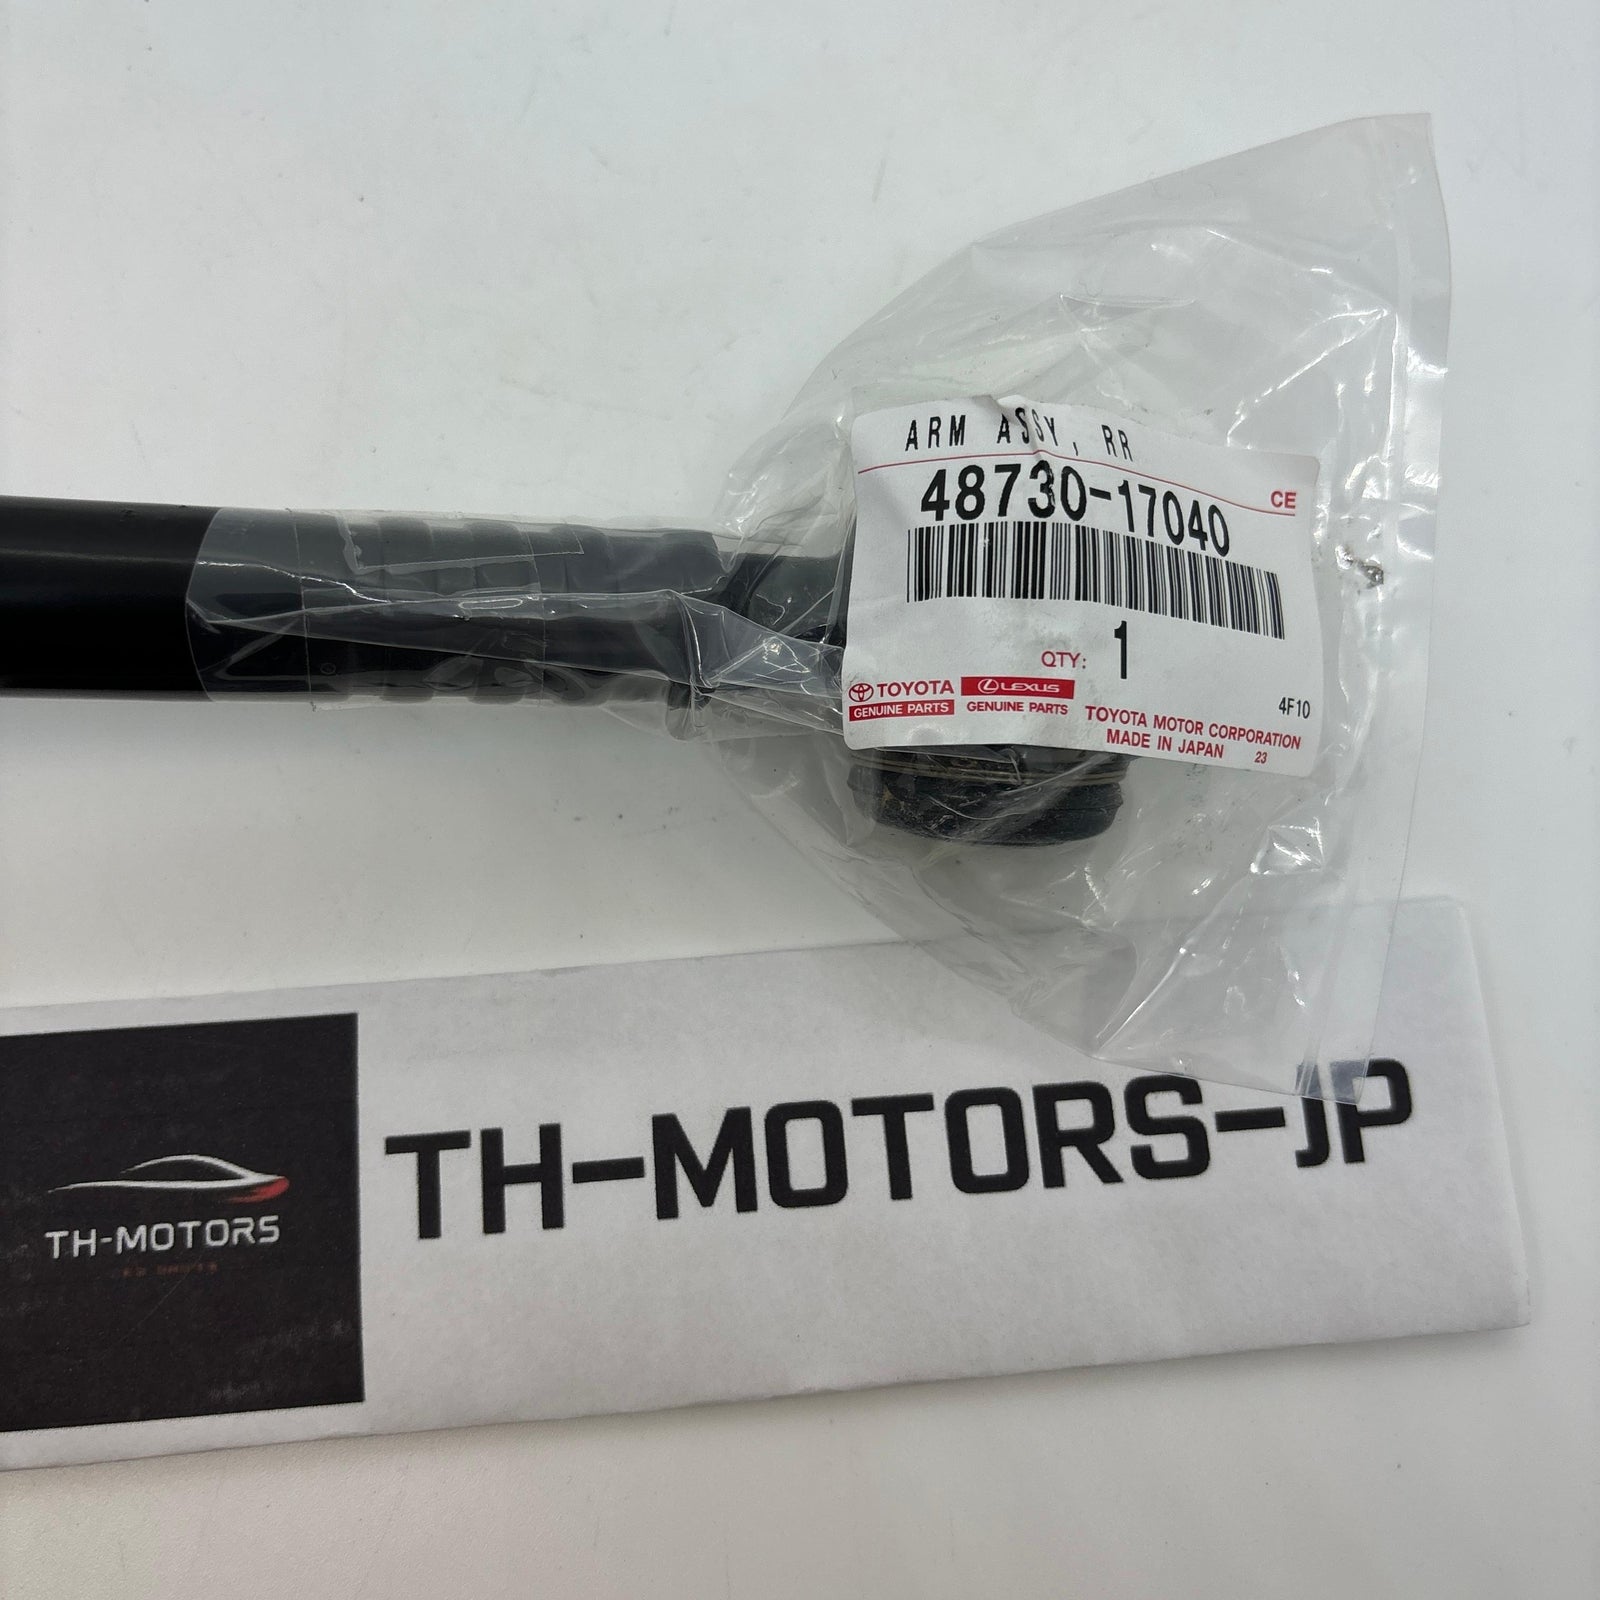 ARM ASSY, RR
48730-17040
CE
QTY: 1
TOYOTA LEXUS
GENUINE PARTS GENUINE PARTS
4F10
TOYOTA MOTOR CORPORATION
MADE IN JAPAN 23
TH-MOTORS-JP
TH-MOTORS